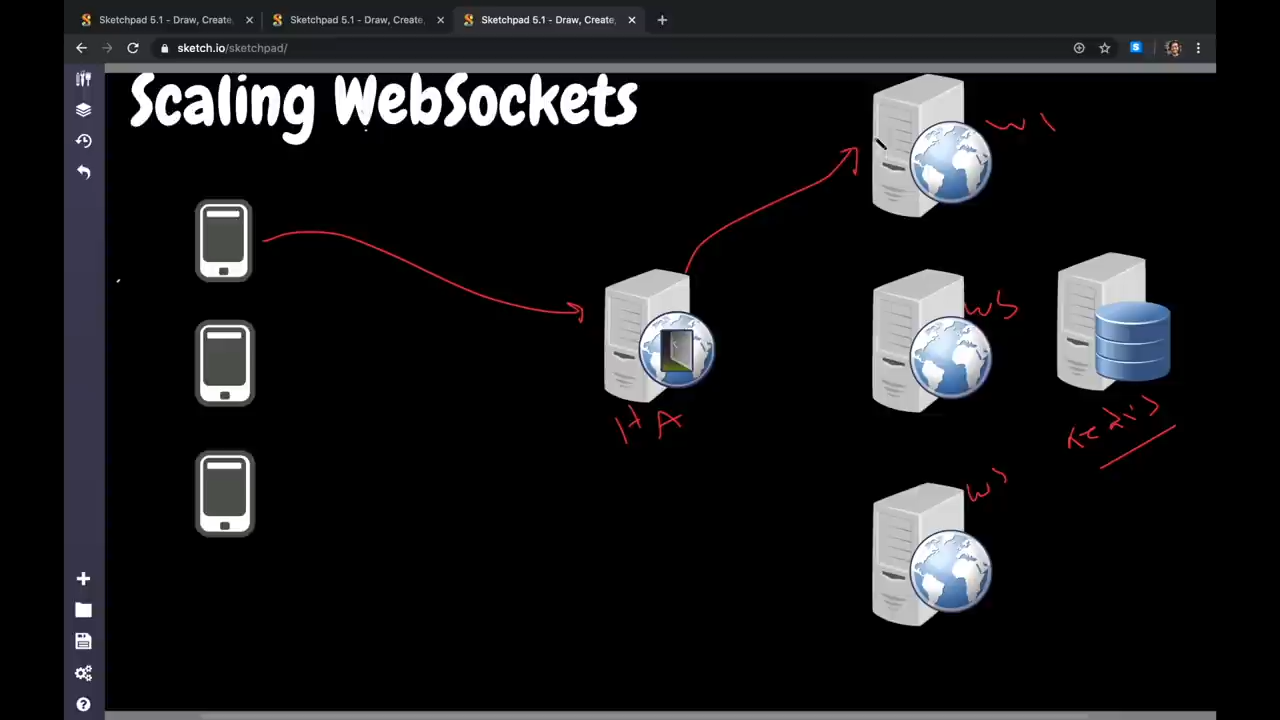 Sketchpad 5.1 - Draw, Create,
Sketchpad 5.1 - Draw, Create,
Sketchpad 5.1 - Draw, Create,
sketch.io/sketchpad/
Scaling WebSockets
W1
WS
HA
redis